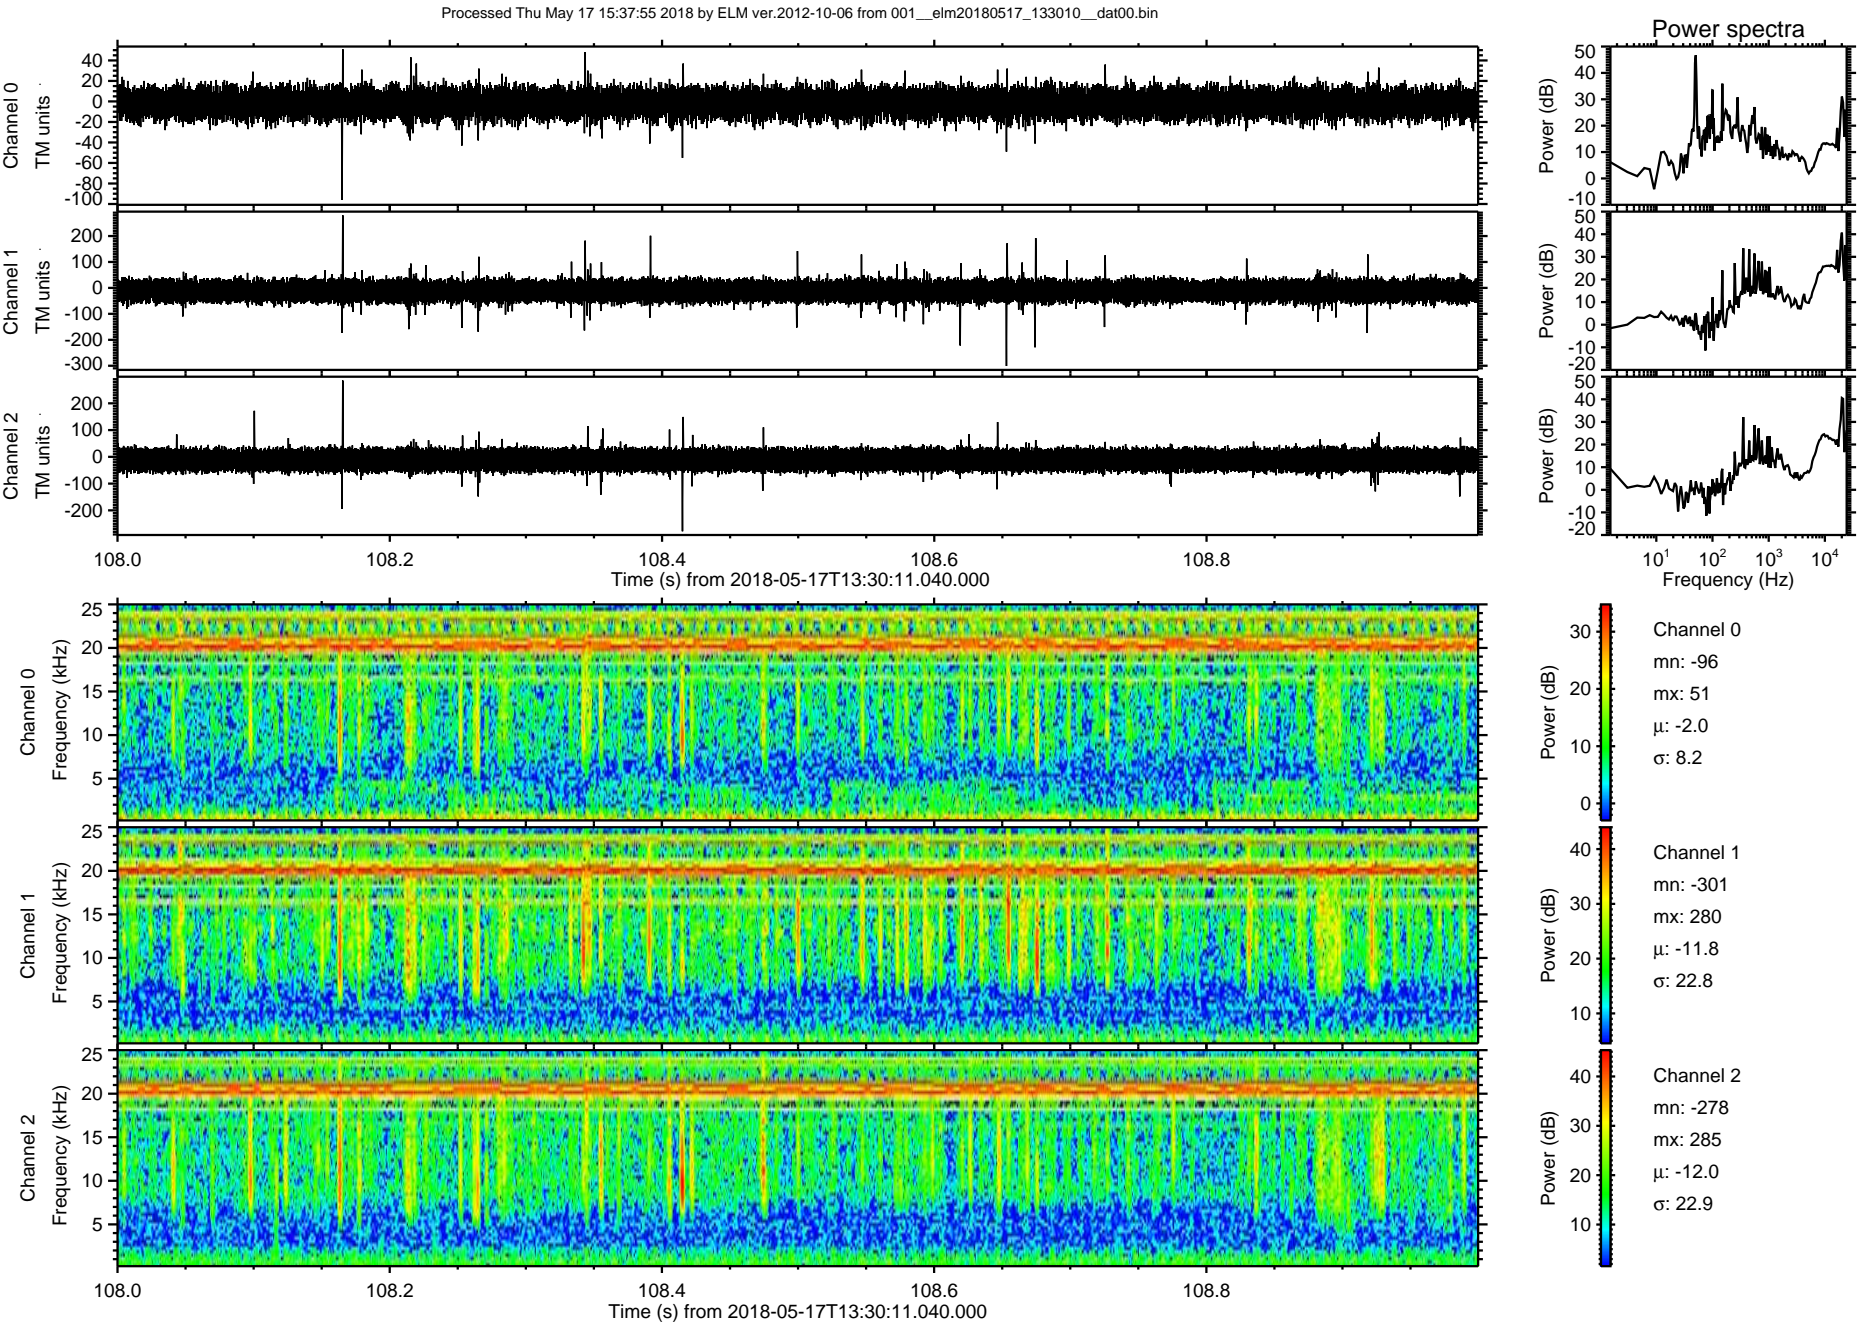 Processed Thu May 17 15:37:55 2018 by ELM ver.2012-10-06 from 001__elm20180517_133010__dat00.bin
Power spectra
Channel 0
TM units
40
20
0
-20
-40
-60
-80
-100
Power (dB)
50
40
30
20
10
0
-10
Channel 1
TM units
200
100
0
-100
-200
-300
Power (dB)
50
40
30
20
10
0
-10
-20
Channel 2
TM units
200
100
0
-100
-200
Power (dB)
50
40
30
20
10
0
-10
-20
108.0 108.2 108.4 108.6 108.8
Time (s) from 2018-05-17T13:30:11.040.000
10^1 10^2 10^3 10^4
Frequency (Hz)
Channel 0
Frequency (kHz)
25
20
15
10
5
Power (dB)
30
20
10
0
Channel 0
mn: -96
mx: 51
μ: -2.0
σ: 8.2
Channel 1
Frequency (kHz)
25
20
15
10
5
Power (dB)
40
30
20
10
Channel 1
mn: -301
mx: 280
μ: -11.8
σ: 22.8
Channel 2
Frequency (kHz)
25
20
15
10
5
Power (dB)
40
30
20
10
Channel 2
mn: -278
mx: 285
μ: -12.0
σ: 22.9
108.0 108.2 108.4 108.6 108.8
Time (s) from 2018-05-17T13:30:11.040.000